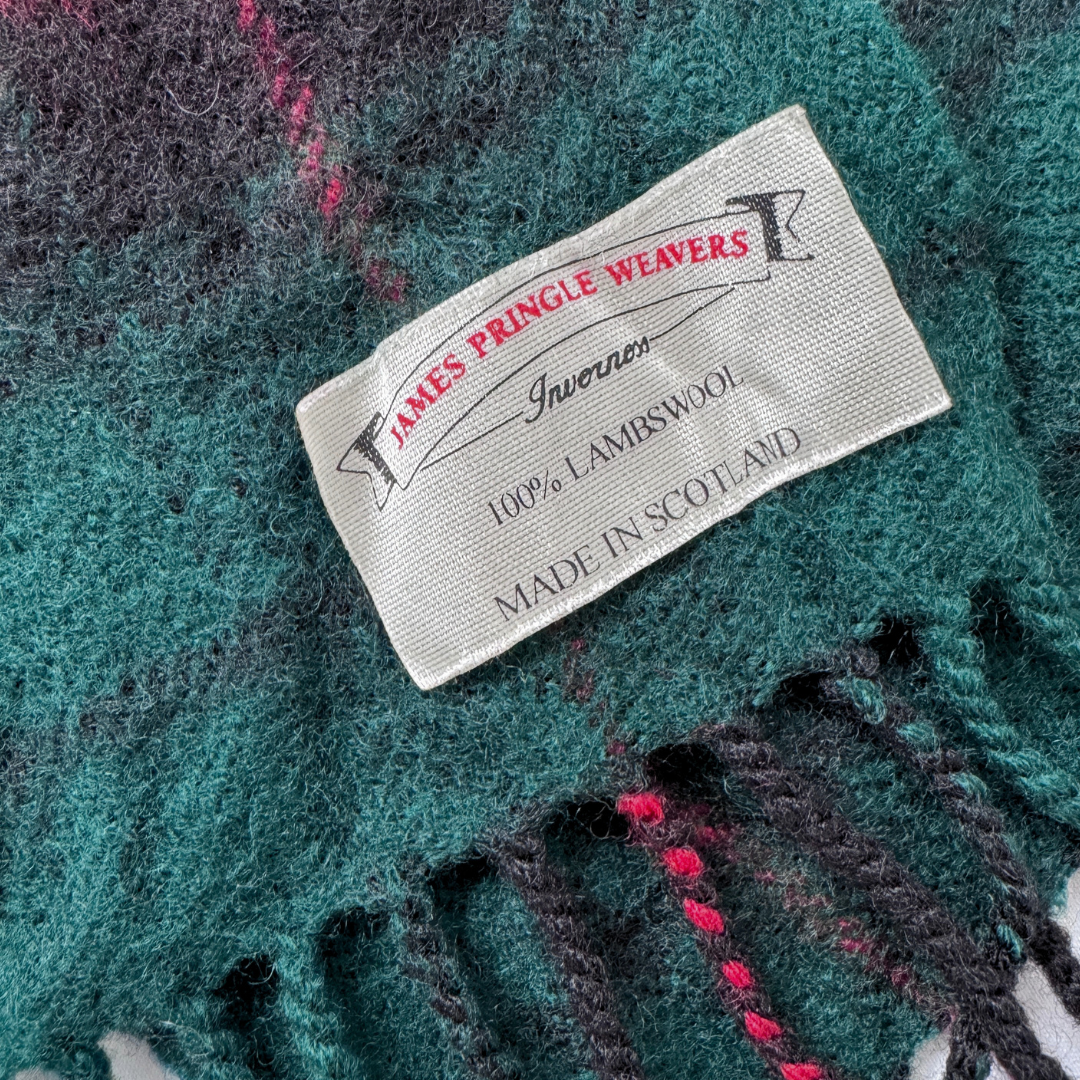 JAMES PRINGLE WEAVERS
Inverness
100% LAMBSWOOL
MADE IN SCOTLAND